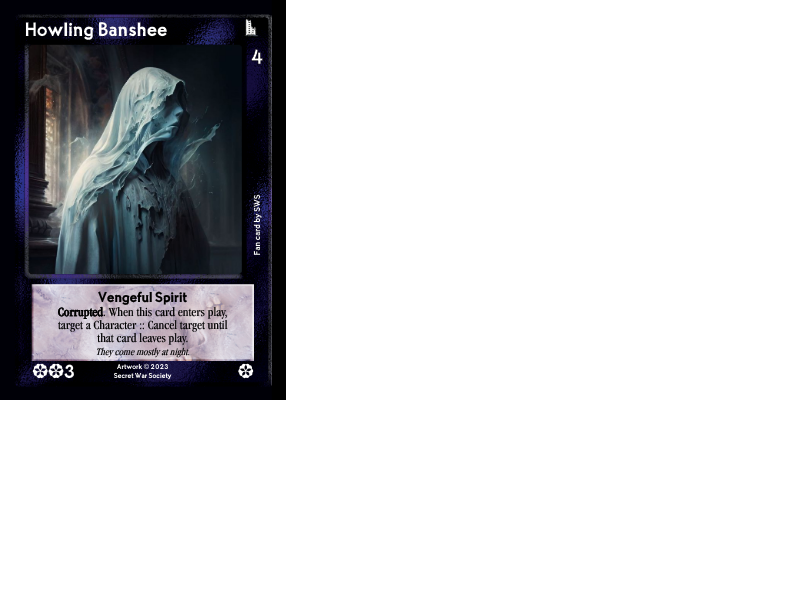 Howling Banshee
4
Fan card by SWS
Vengeful Spirit
Corrupted. When this card enters play,
target a Character :: Cancel target until
that card leaves play.
They come mostly at night.
3
Artwork © 2023
Secret War Society